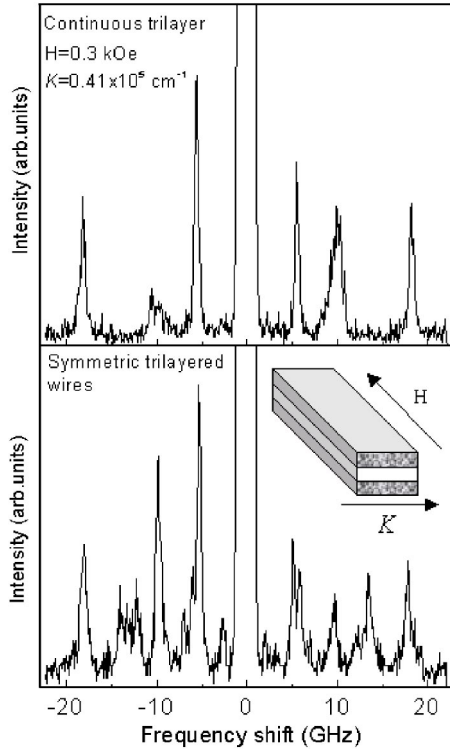 Continuous trilayer
H=0.3 kOe
K=0.41x10⁵ cm⁻¹
Intensity (arb.units)
Symmetric trilayered
wires
H
K
Intensity (arb.units)
-20 -10 0 10 20
Frequency shift (GHz)